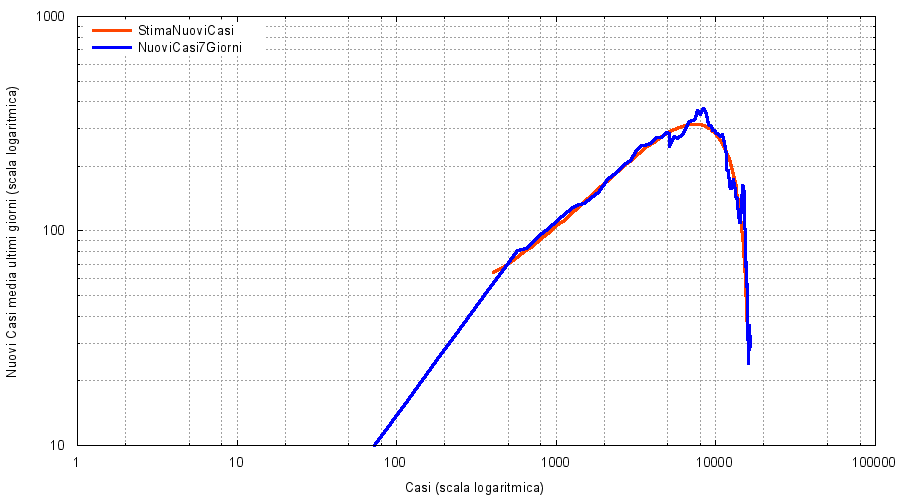 1000
StimaNuoviCasi
NuoviCasi7Giorni
Nuovi Casi media ultimi giorni (scala logaritmica)
100
10
1 10 100 1000 10000 100000
Casi (scala logaritmica)